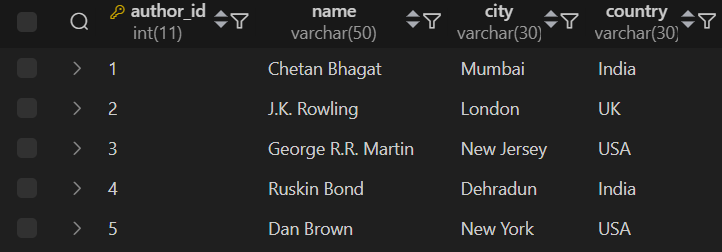 author_id name city country
int(11) varchar(50) varchar(30) varchar(30)
1 Chetan Bhagat Mumbai India
2 J.K. Rowling London UK
3 George R.R. Martin New Jersey USA
4 Ruskin Bond Dehradun India
5 Dan Brown New York USA